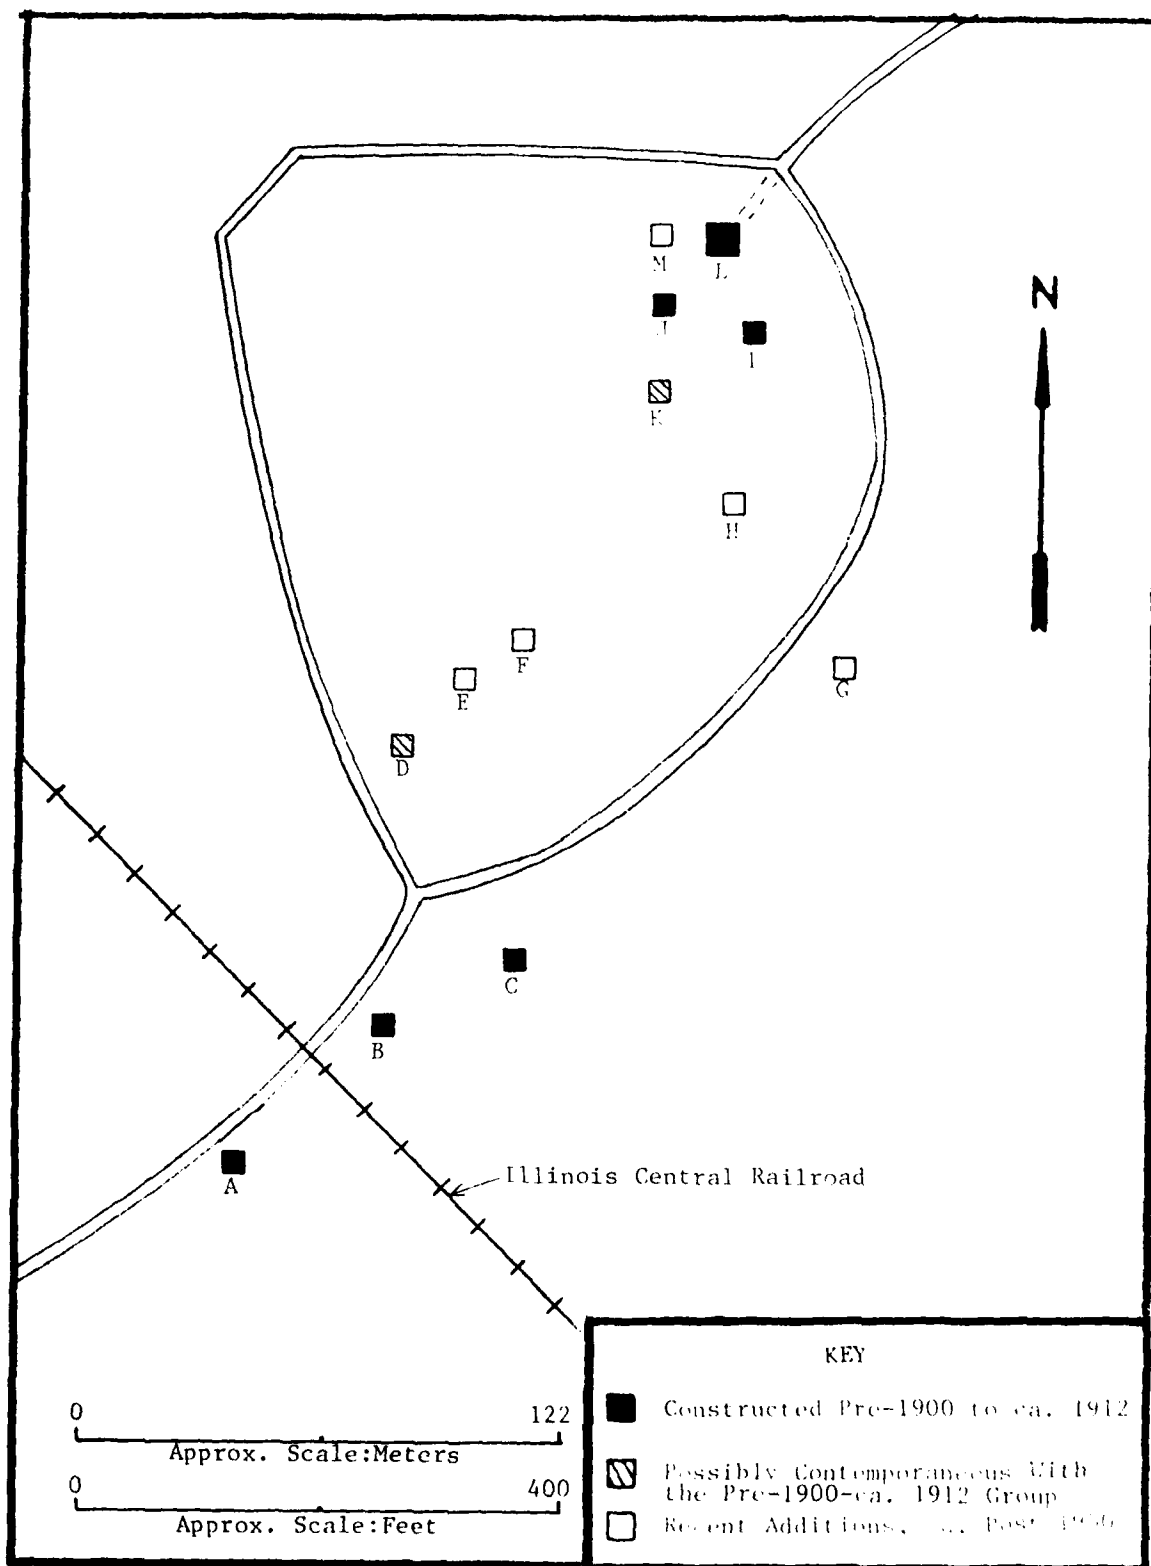 N
M
L
J
I
K
H
F
E
G
D
C
B
A
Illinois Central Railroad
0 122
Approx. Scale:Meters
0 400
Approx. Scale:Feet
KEY
Constructed Pre-1900 to ca. 1912
Possibly Contemporaneous With
the Pre-1900-ca. 1912 Group
Recent Additions, Post